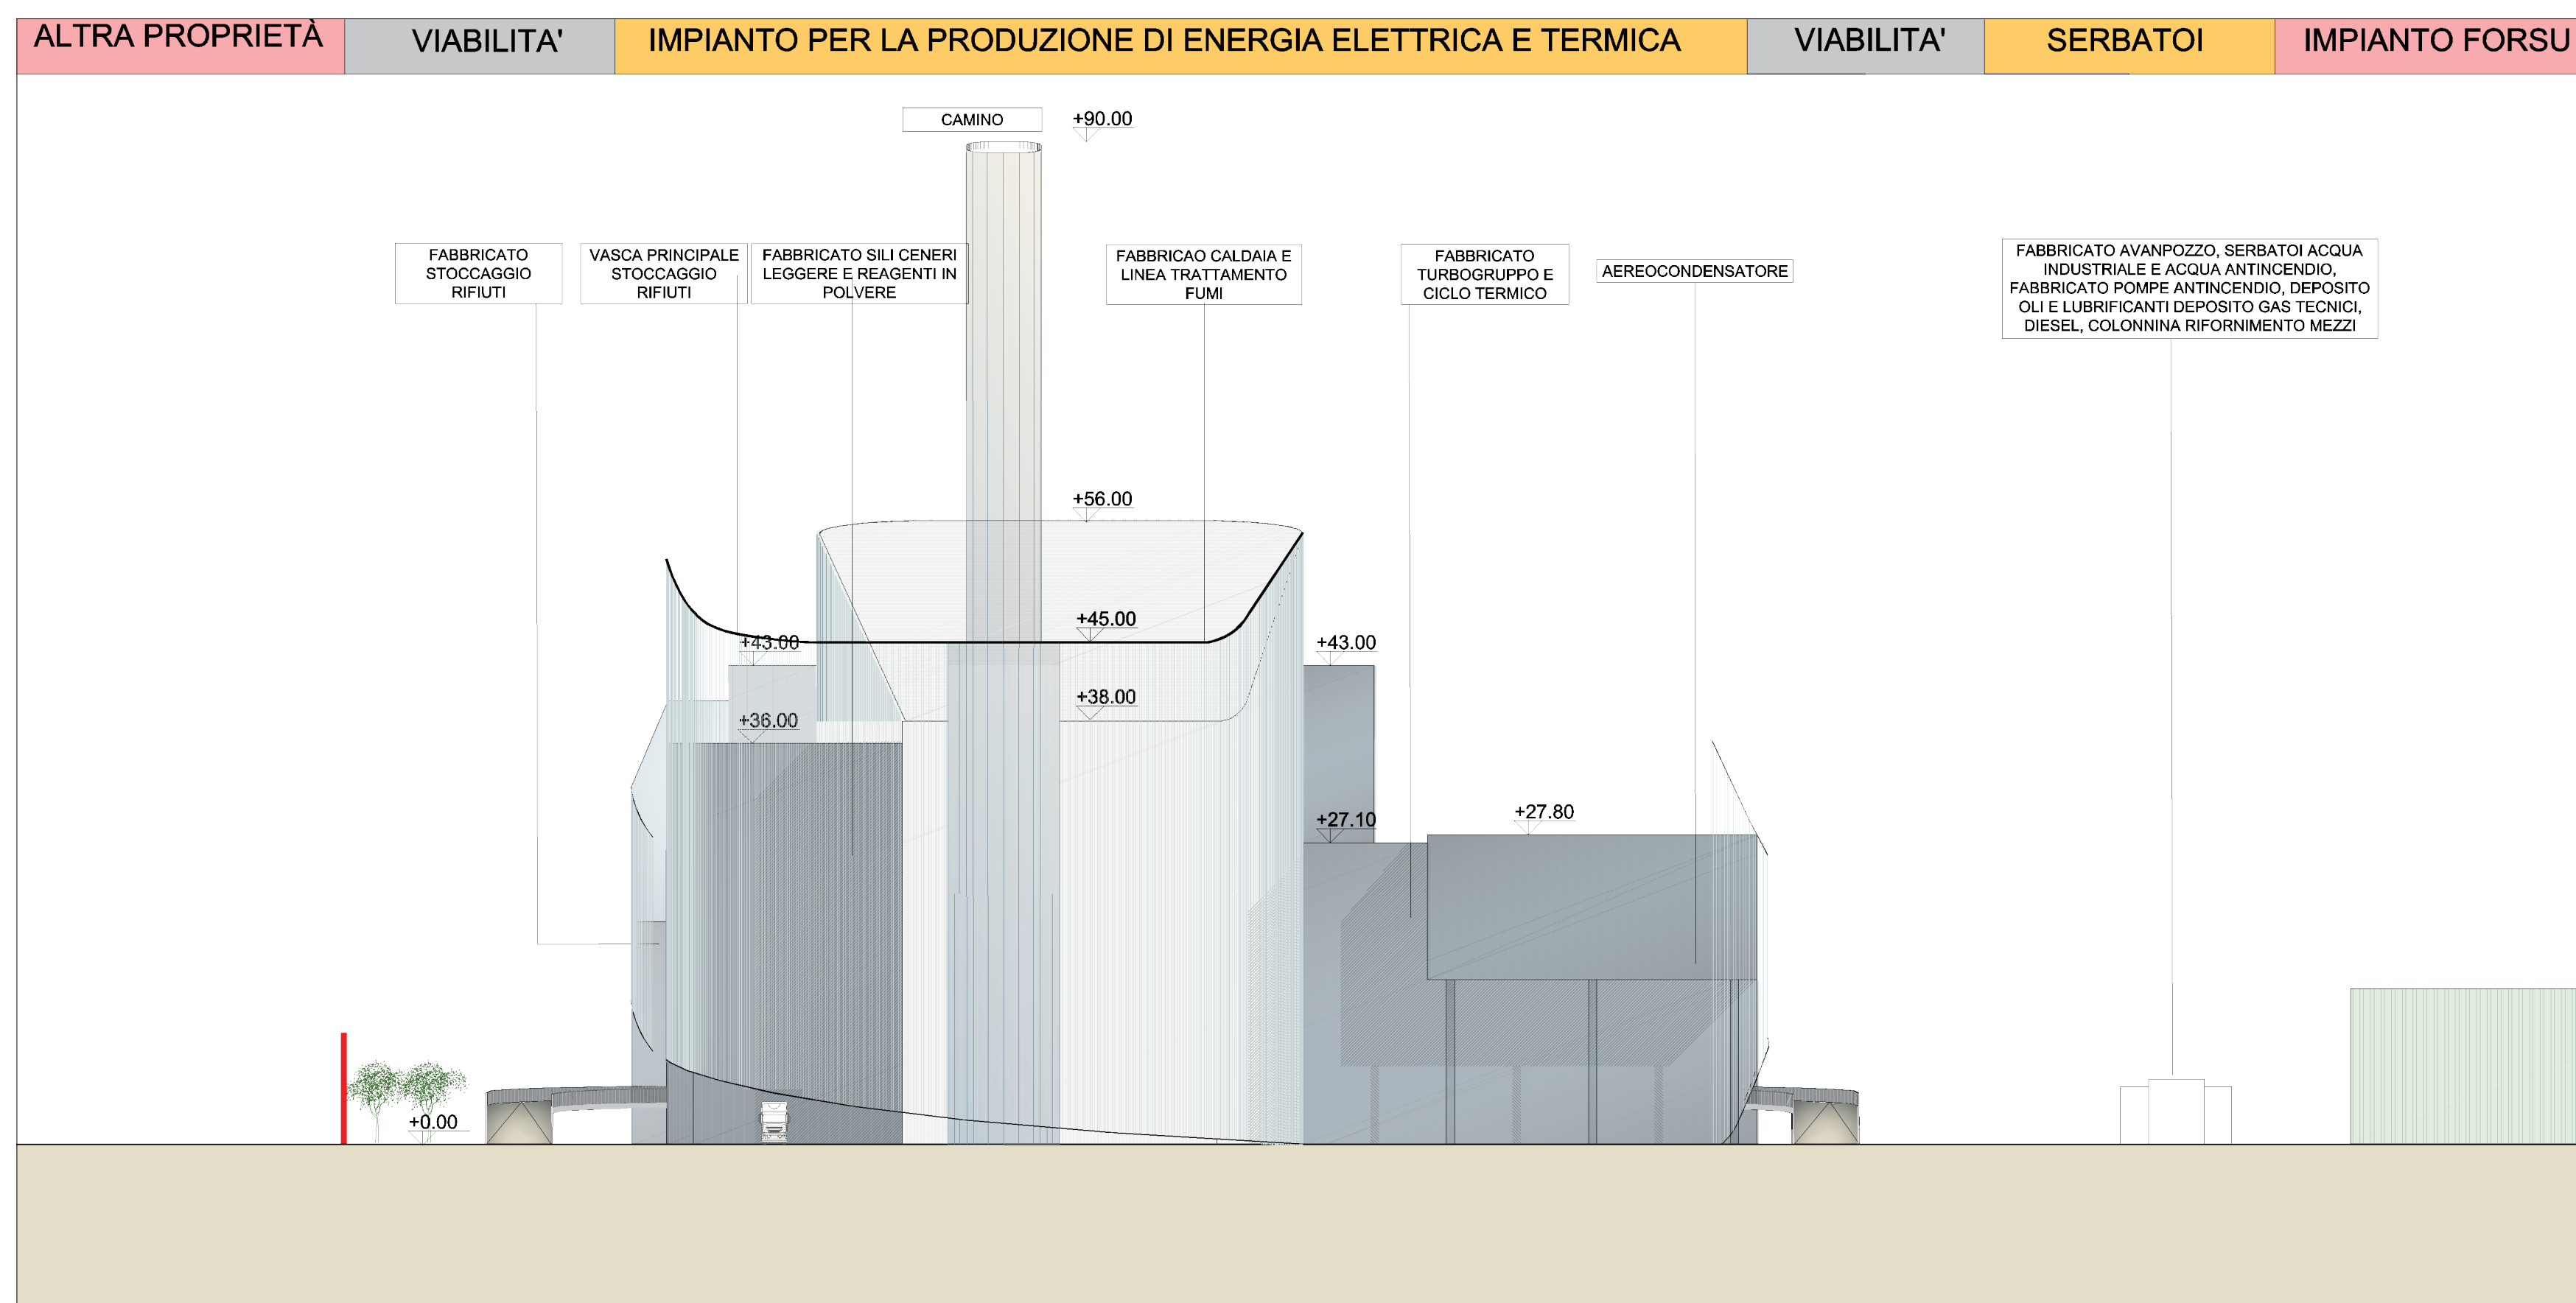 ALTRA PROPRIETÀ
VIABILITA'
IMPIANTO PER LA PRODUZIONE DI ENERGIA ELETTRICA E TERMICA
VIABILITA'
SERBATOI
IMPIANTO FORSU
CAMINO
+90.00
FABBRICATO
STOCCAGGIO
RIFIUTI
VASCA PRINCIPALE
STOCCAGGIO
RIFIUTI
FABBRICATO SILI CENERI
LEGGERE E REAGENTI IN
POLVERE
FABBRICAO CALDAIA E
LINEA TRATTAMENTO
FUMI
FABBRICATO
TURBOGRUPPO E
CICLO TERMICO
AEREOCONDENSATORE
FABBRICATO AVANPOZZO, SERBATOI ACQUA
INDUSTRIALE E ACQUA ANTINCENDIO,
FABBRICATO POMPE ANTINCENDIO, DEPOSITO
OLI E LUBRIFICANTI DEPOSITO GAS TECNICI,
DIESEL, COLONNINA RIFORNIMENTO MEZZI
+56.00
+45.00
+43.00
+43.00
+38.00
+36.00
+27.10
+27.80
+0.00